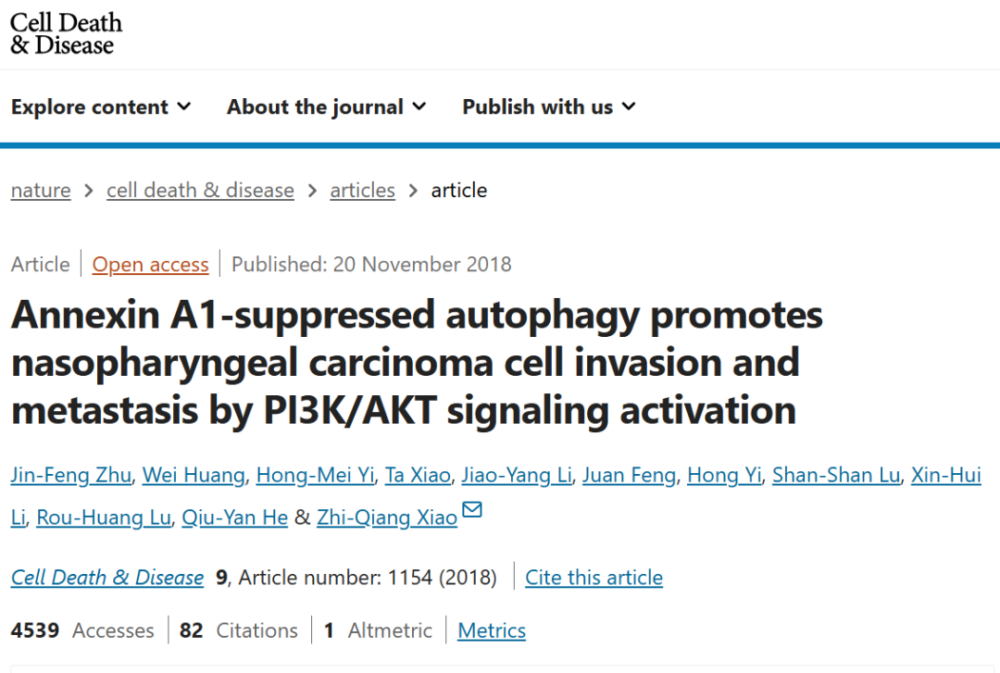 Cell Death
& Disease
Explore content About the journal Publish with us
nature > cell death & disease > articles > article
Article | Open access | Published: 20 November 2018
Annexin A1-suppressed autophagy promotes
nasopharyngeal carcinoma cell invasion and
metastasis by PI3K/AKT signaling activation
Jin-Feng Zhu, Wei Huang, Hong-Mei Yi, Ta Xiao, Jiao-Yang Li, Juan Feng, Hong Yi, Shan-Shan Lu, Xin-Hui
Li, Rou-Huang Lu, Qiu-Yan He & Zhi-Qiang Xiao
Cell Death & Disease 9, Article number: 1154 (2018) | Cite this article
4539 Accesses | 82 Citations | 1 Altmetric | Metrics